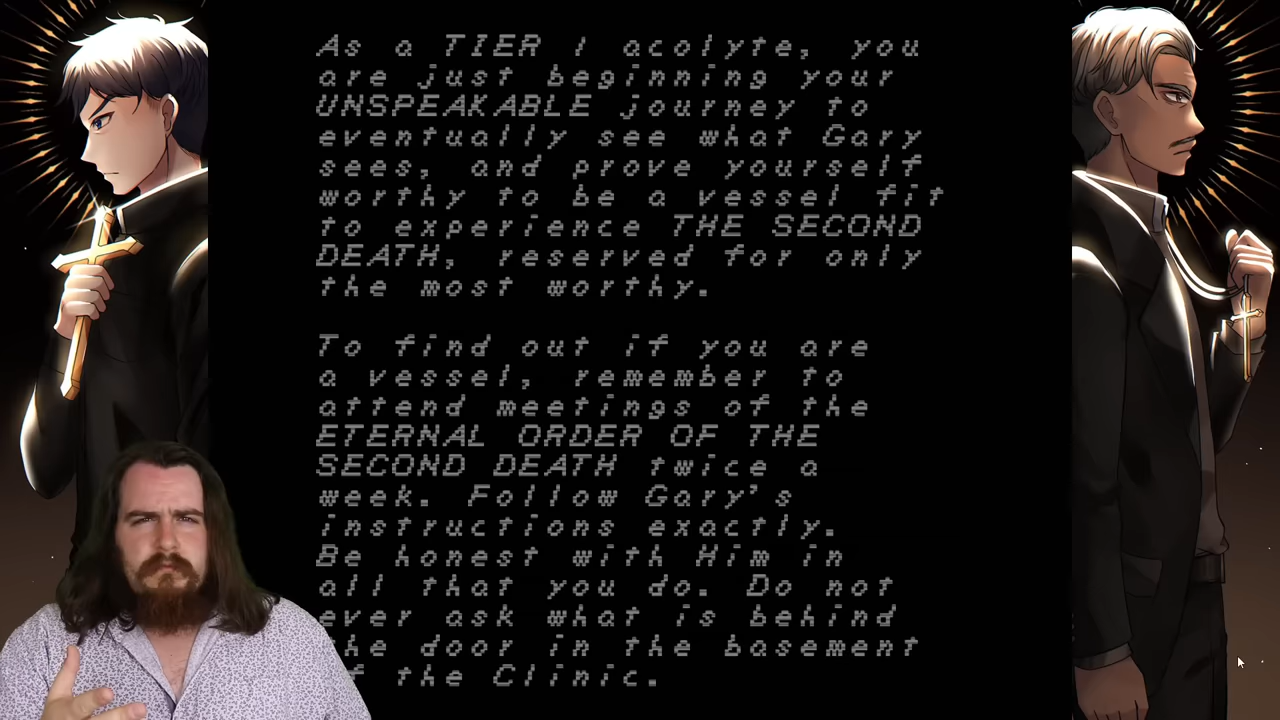 As a TIER 1 acolyte, you
are just beginning your
UNSPEAKABLE journey to
eventually see what Gary
sees, and prove yourself
worthy to be a vessel fit
to experience THE SECOND
DEATH, reserved for only
the most worthy.
To find out if you are
a vessel, remember to
attend meetings of the
ETERNAL ORDER OF THE
SECOND DEATH twice a
week. Follow Gary's
instructions exactly.
Be honest with Him in
all that you do. Do not
ever ask what is behind
the door in the basement
of the Clinic.